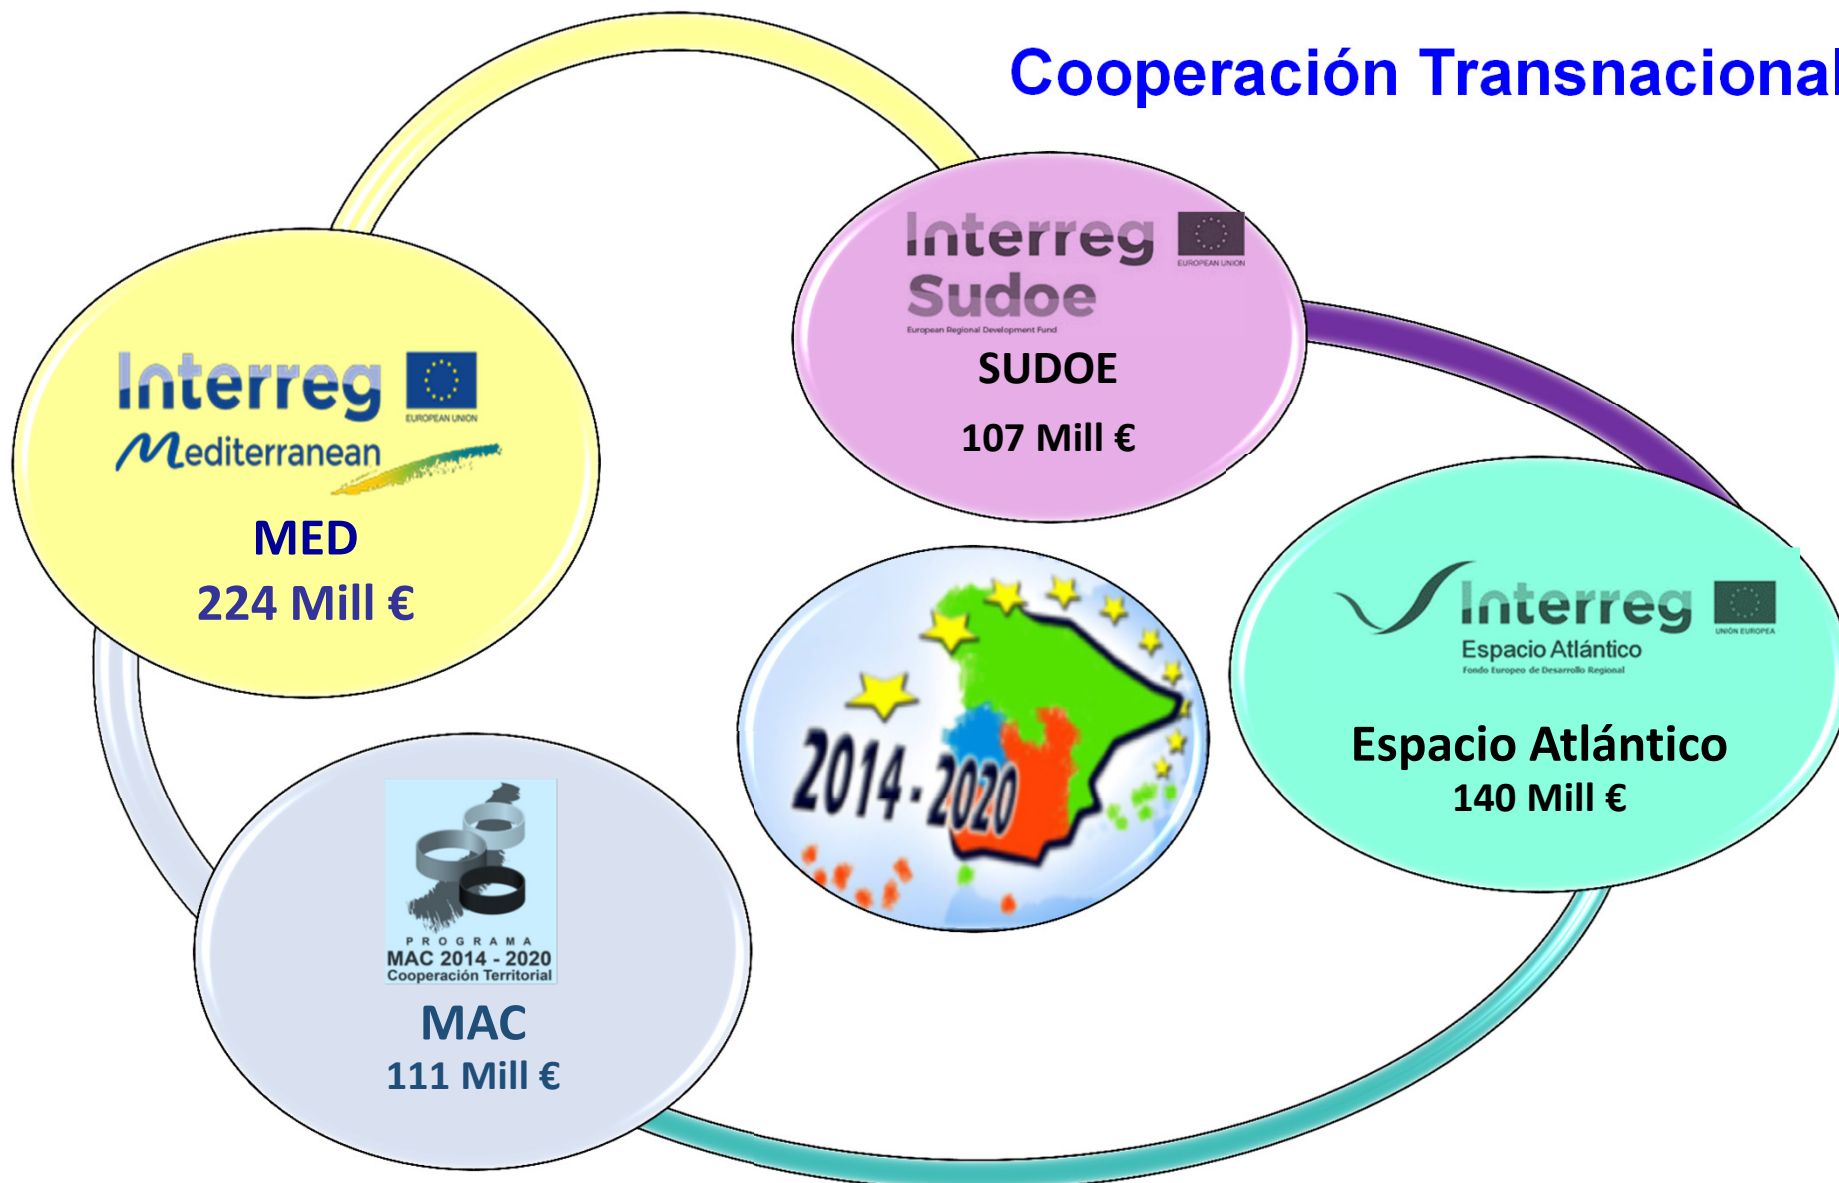 Cooperación Transnacional
Interreg
EUROPEAN UNION
Sudoe
European Regional Development Fund
SUDOE
107 Mill €
Interreg
EUROPEAN UNION
Mediterranean
MED
224 Mill €
Interreg
UNIÓN EUROPEA
Espacio Atlántico
Fondo Europeo de Desarrollo Regional
Espacio Atlántico
140 Mill €
2014-2020
PROGRAMA
MAC 2014 - 2020
Cooperación Territorial
MAC
111 Mill €